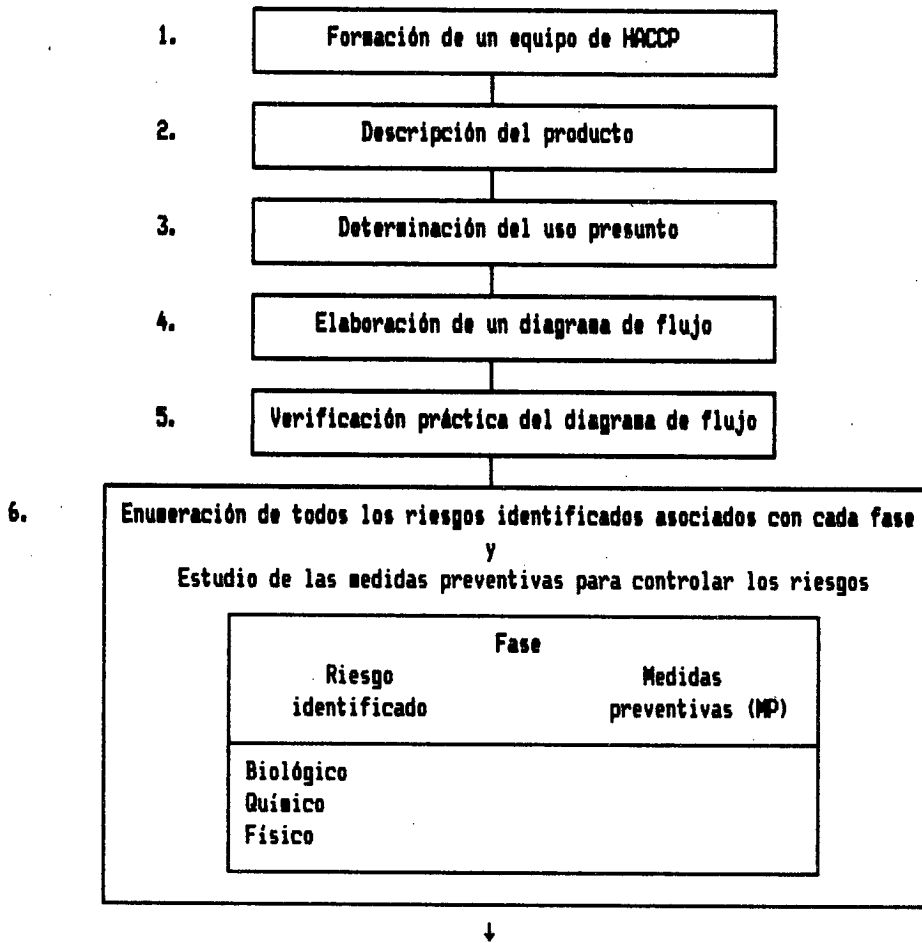 1. Formación de un equipo de HACCP
2. Descripción del producto
3. Determinación del uso presunto
4. Elaboración de un diagrama de flujo
5. Verificación práctica del diagrama de flujo
6. Enumeración de todos los riesgos identificados asociados con cada fase
y
Estudio de las medidas preventivas para controlar los riesgos
Fase
Riesgo Medidas
identificado preventivas (MP)
Biológico
Químico
Físico